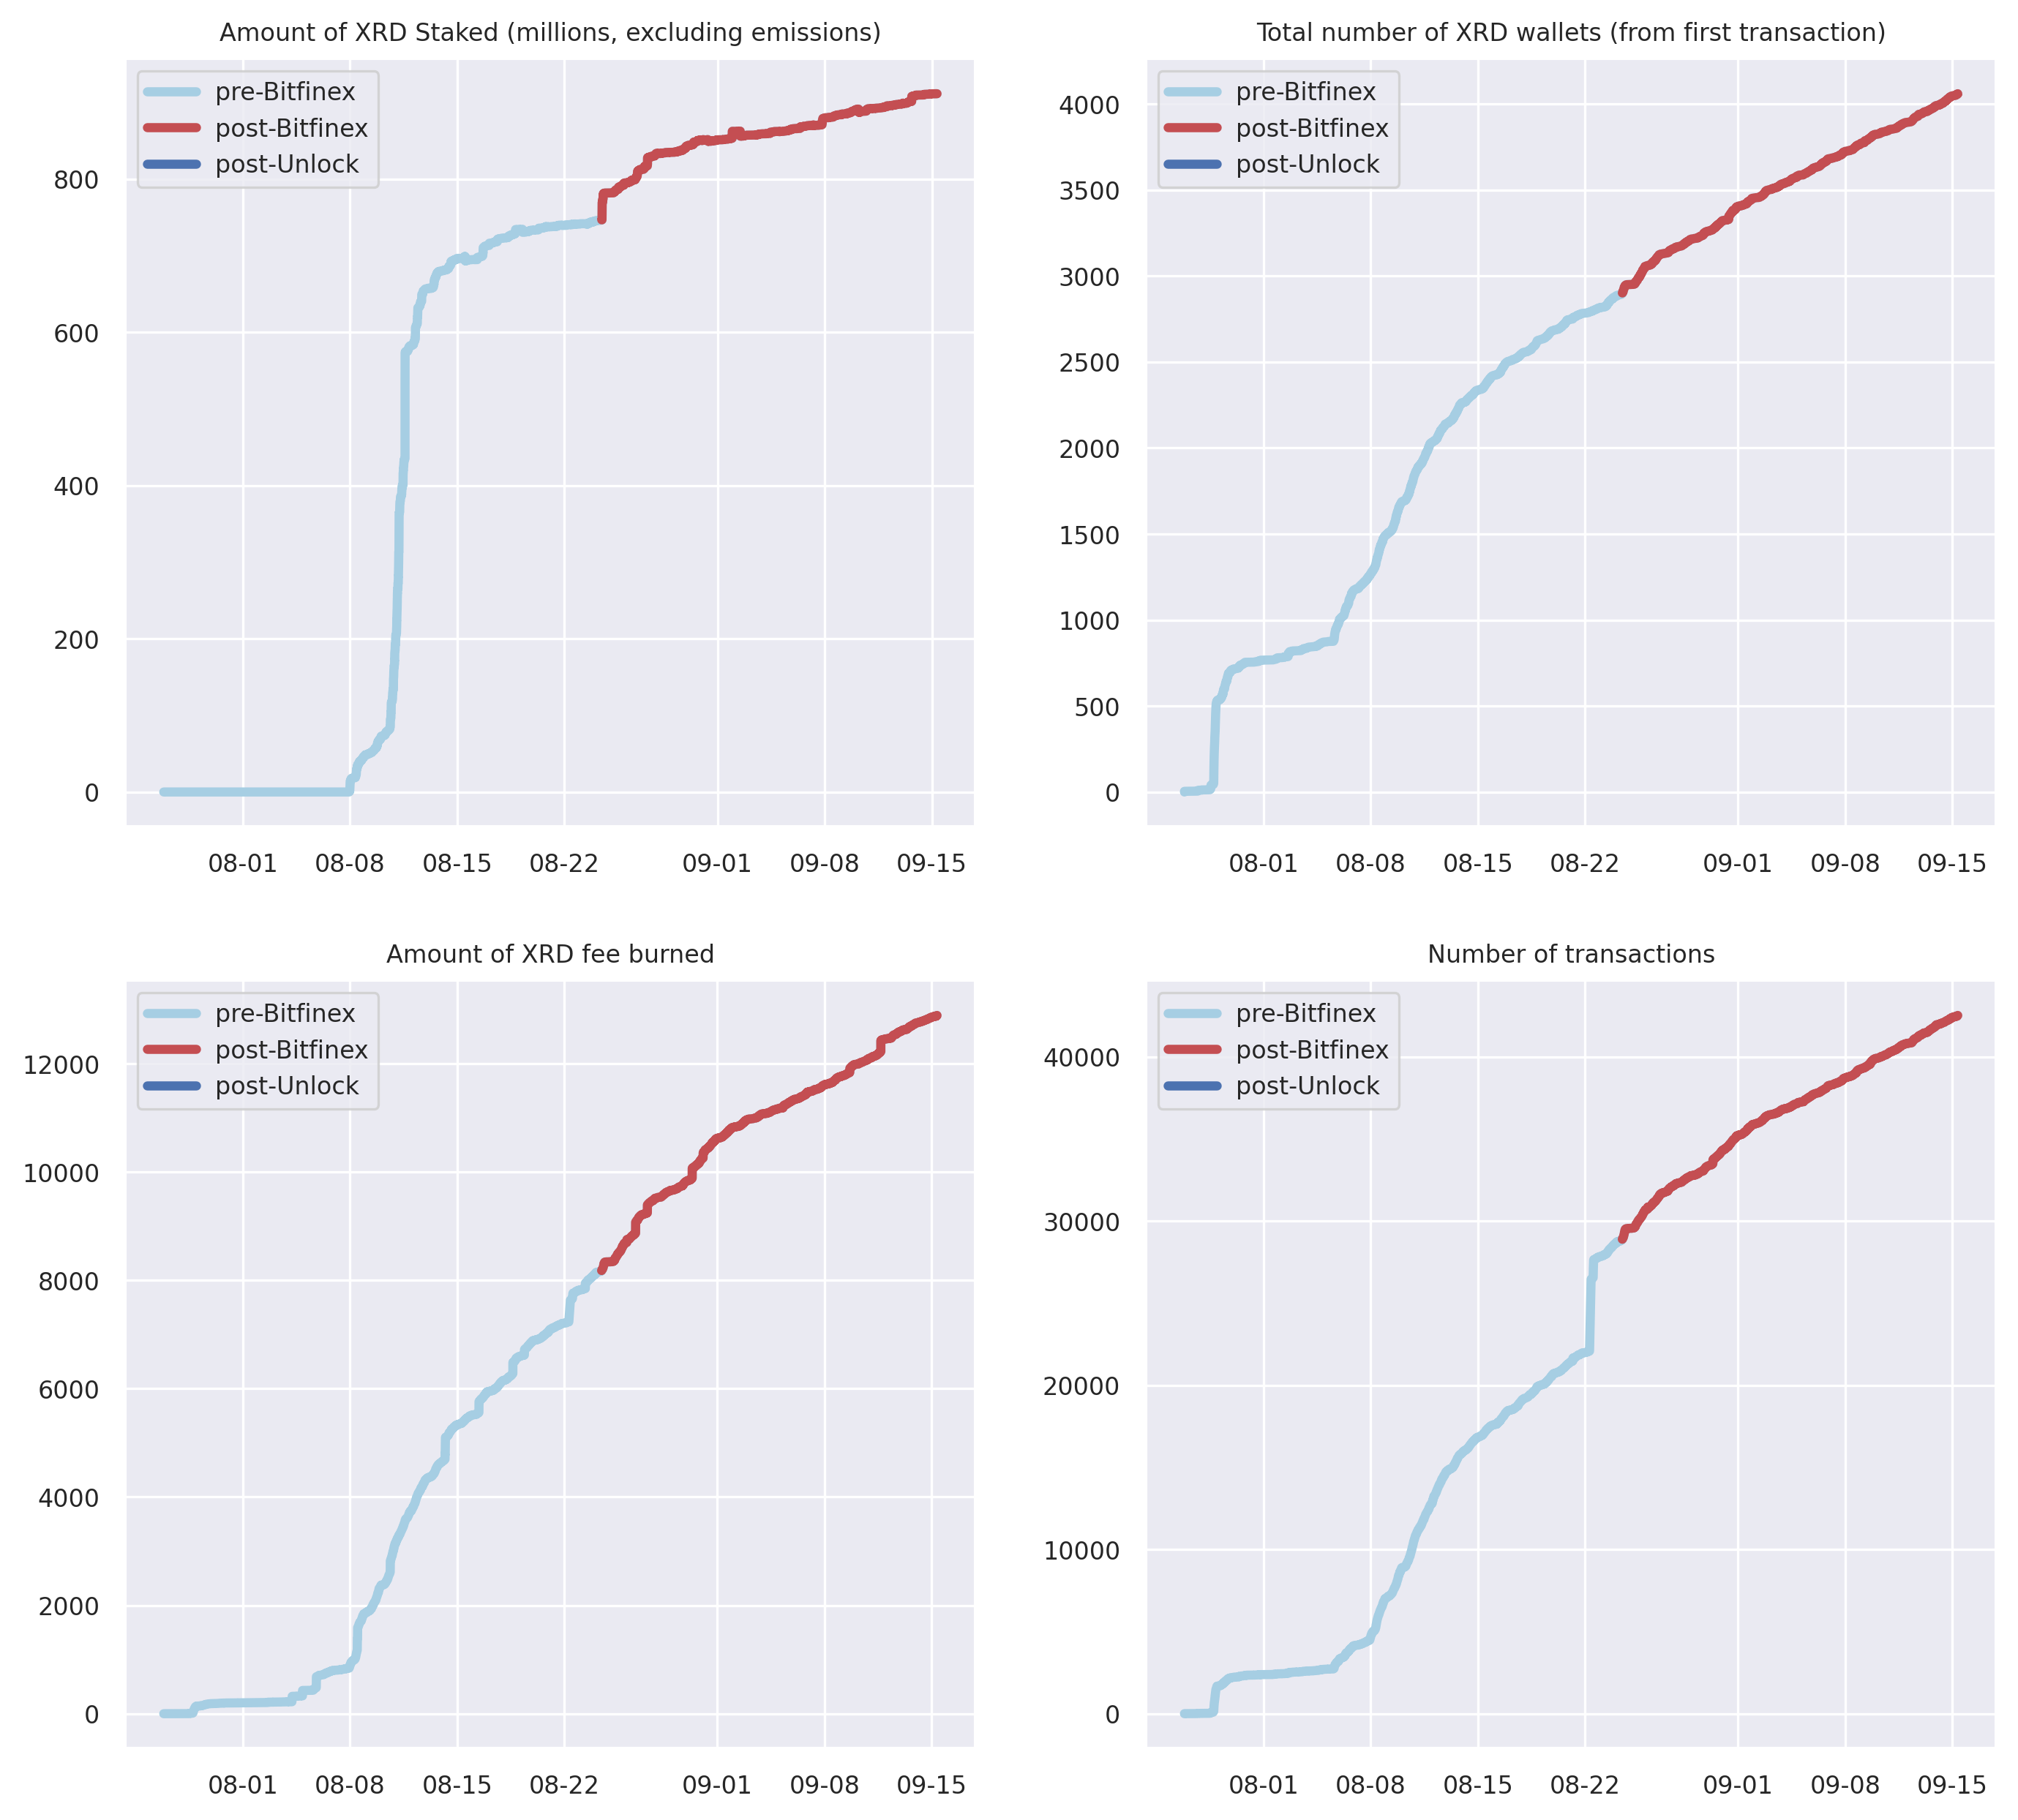 Amount of XRD Staked (millions, excluding emissions)
pre-Bitfinex
post-Bitfinex
post-Unlock
800
600
400
200
0
08-01 08-08 08-15 08-22 09-01 09-08 09-15
Total number of XRD wallets (from first transaction)
pre-Bitfinex
post-Bitfinex
post-Unlock
4000
3500
3000
2500
2000
1500
1000
500
0
08-01 08-08 08-15 08-22 09-01 09-08 09-15
Amount of XRD fee burned
pre-Bitfinex
post-Bitfinex
post-Unlock
12000
10000
8000
6000
4000
2000
0
08-01 08-08 08-15 08-22 09-01 09-08 09-15
Number of transactions
pre-Bitfinex
post-Bitfinex
post-Unlock
40000
30000
20000
10000
0
08-01 08-08 08-15 08-22 09-01 09-08 09-15